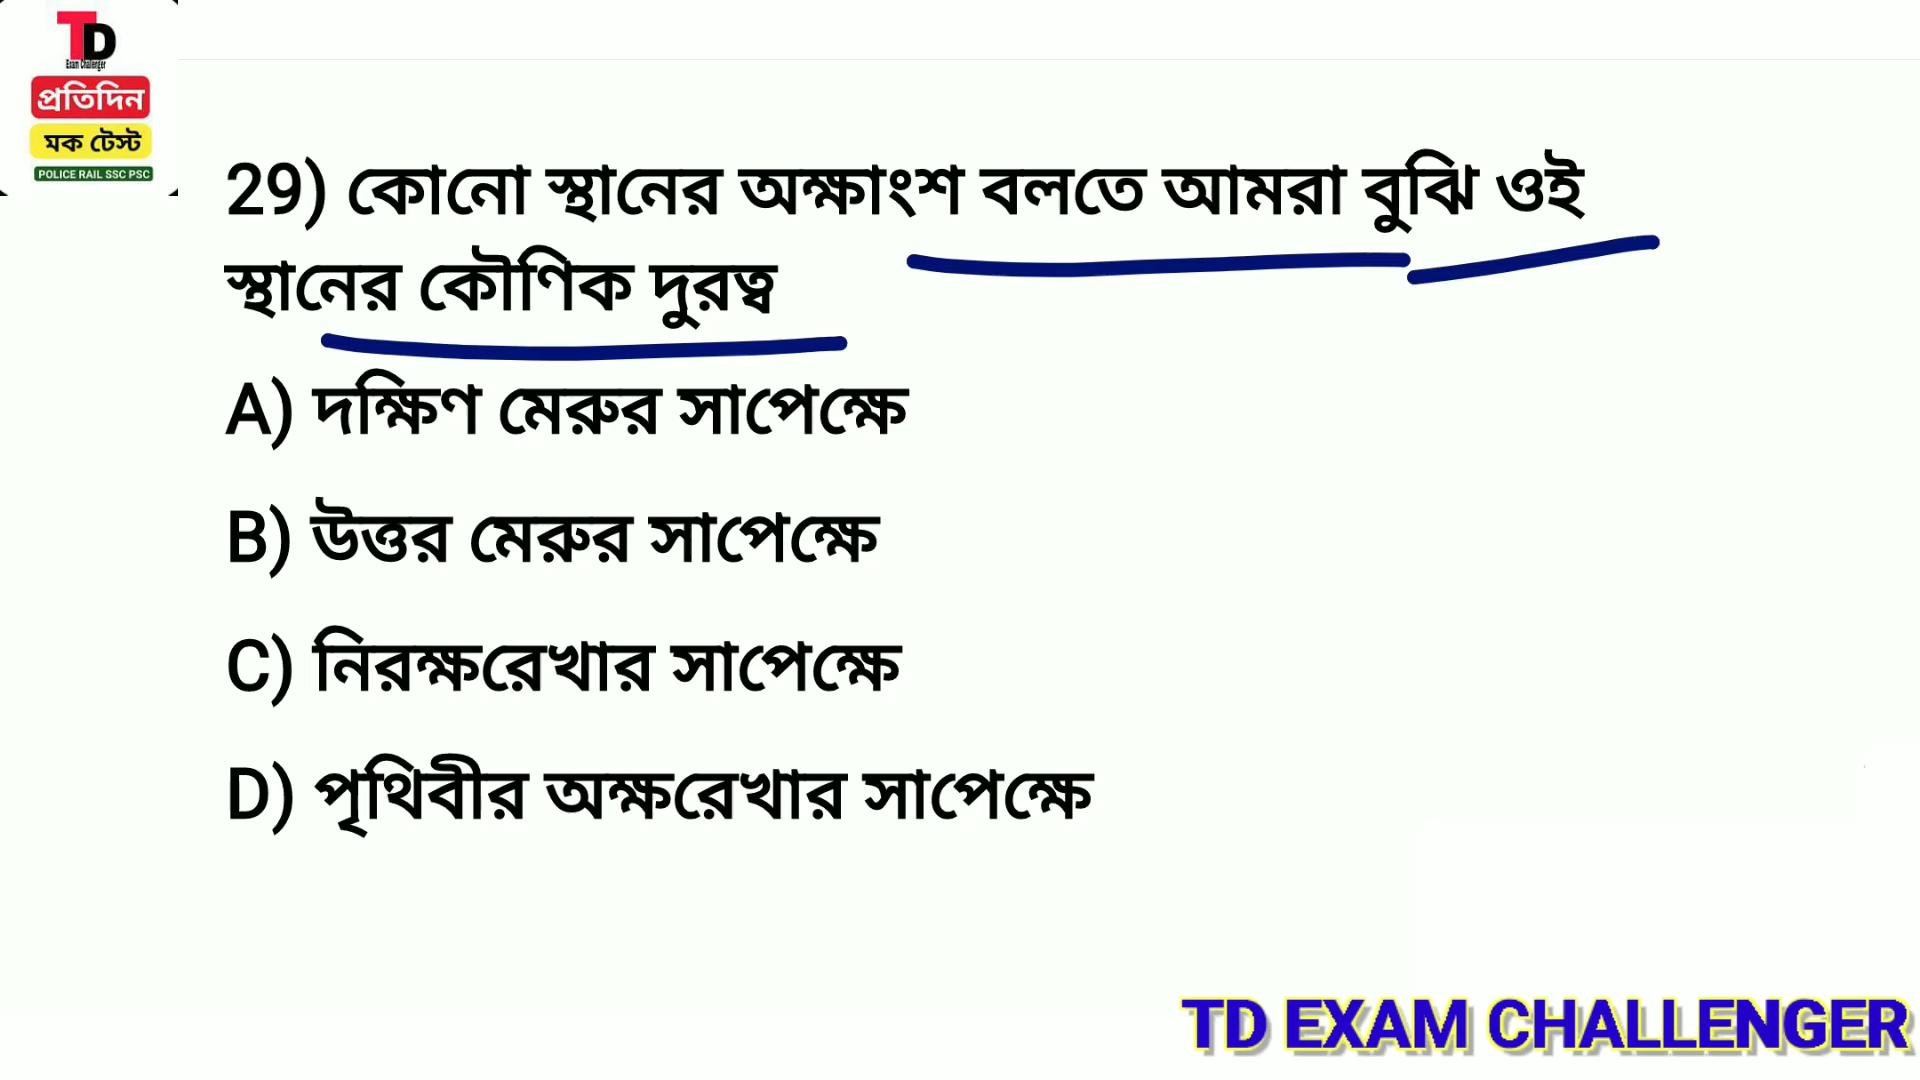 TD
Exam Challenger
প্রতিদিন
মক টেস্ট
POLICE RAIL SSC PSC
29) কোনো স্থানের অক্ষাংশ বলতে আমরা বুঝি ওই
স্থানের কৌণিক দুরত্ব
A) দক্ষিণ মেরুর সাপেক্ষে
B) উত্তর মেরুর সাপেক্ষে
C) নিরক্ষরেখার সাপেক্ষে
D) পৃথিবীর অক্ষরেখার সাপেক্ষে
TD EXAM CHALLENGER